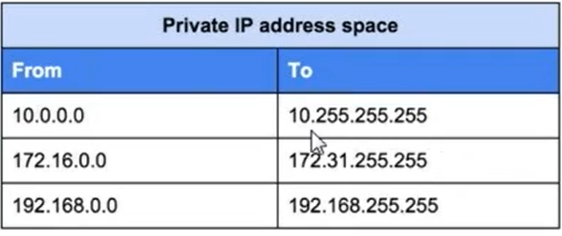 Private IP address space
From To
10.0.0.0 10.255.255.255
172.16.0.0 172.31.255.255
192.168.0.0 192.168.255.255